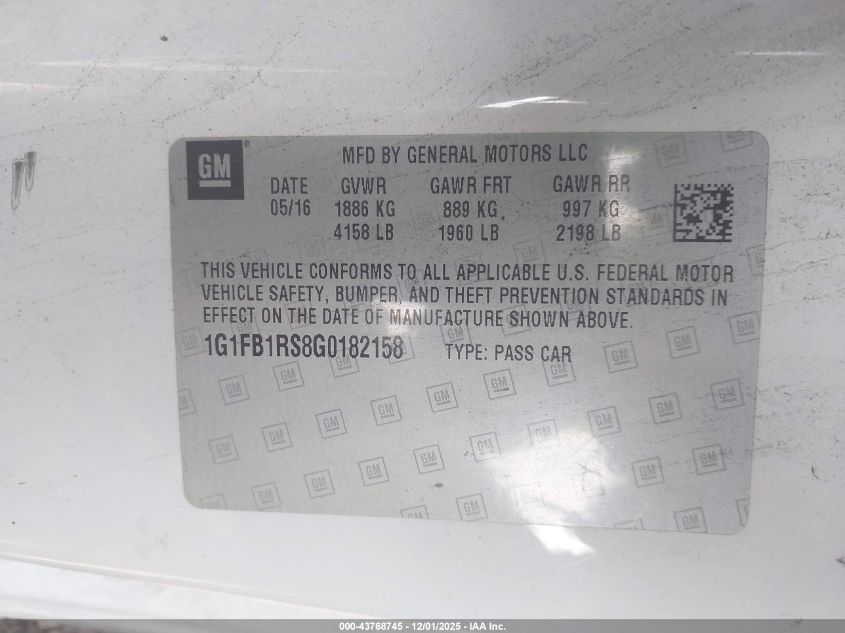 GM ®
MFD BY GENERAL MOTORS LLC
DATE GVWR GAWR FRT GAWR RR
05/16 1886 KG 889 KG 997 KG
4158 LB 1960 LB 2198 LB
THIS VEHICLE CONFORMS TO ALL APPLICABLE U.S. FEDERAL MOTOR
VEHICLE SAFETY, BUMPER, AND THEFT PREVENTION STANDARDS IN
EFFECT ON THE DATE OF MANUFACTURE SHOWN ABOVE.
1G1FB1RS8G0182158 TYPE: PASS CAR
000-43768745 - 12/01/2025 - IAA Inc.